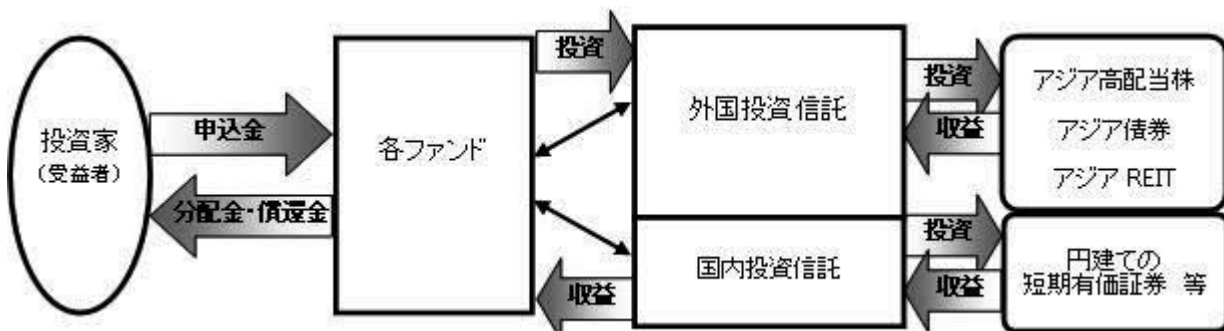 投資家
(受益者)
申込金
分配金・償還金
各ファンド
投資
収益
外国投資信託
国内投資信託
投資
収益
アジア高配当株
アジア債券
アジア REIT
投資
収益
円建ての
短期有価証券 等